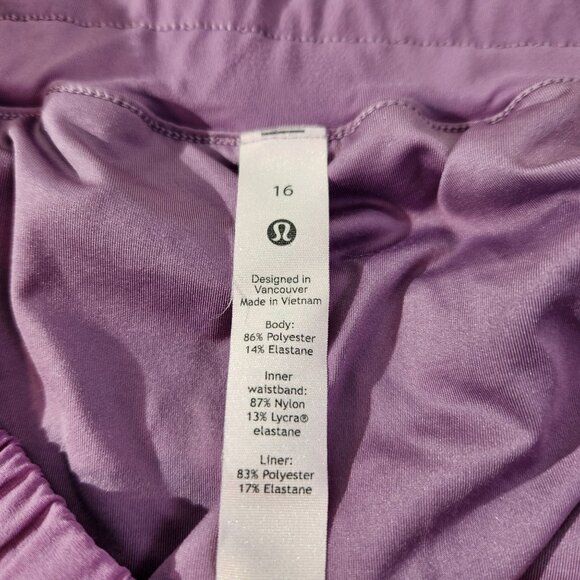 16
Designed in
Vancouver
Made in Vietnam
Body:
86% Polyester
14% Elastane
Inner
waistband:
87% Nylon
13% Lycra®
elastane
Liner:
83% Polyester
17% Elastane